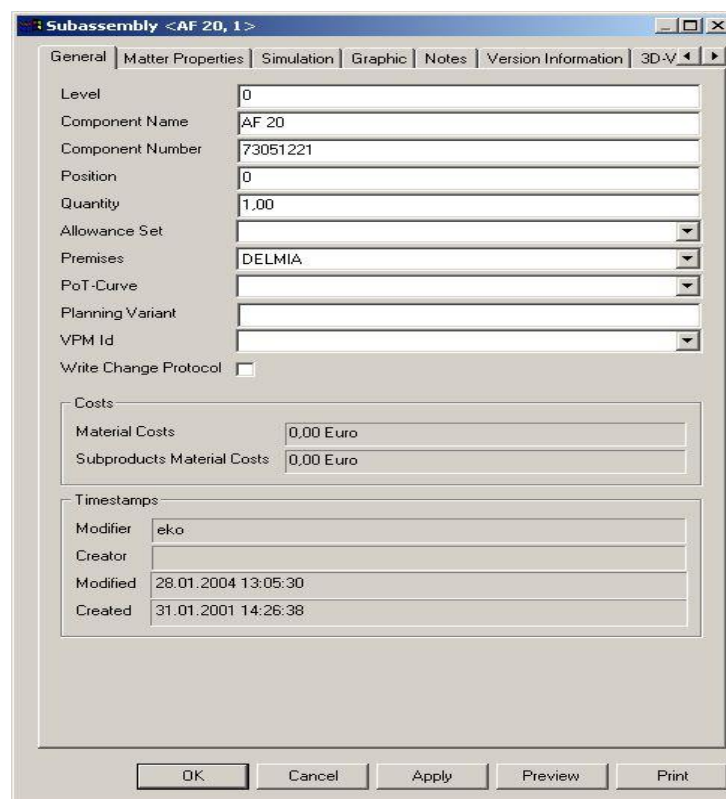 Subassembly <AF 20, 1>
General Matter Properties Simulation Graphic Notes Version Information 3D-V
Level 0
Component Name AF 20
Component Number 73051221
Position 0
Quantity 1,00
Allowance Set
Premises DELMIA
PoT-Curve
Planning Variant
VPM Id
Write Change Protocol
Costs
Material Costs 0,00 Euro
Subproducts Material Costs 0,00 Euro
Timestamps
Modifier eko
Creator
Modified 28.01.2004 13:05:30
Created 31.01.2001 14:26:38
OK Cancel Apply Preview Print